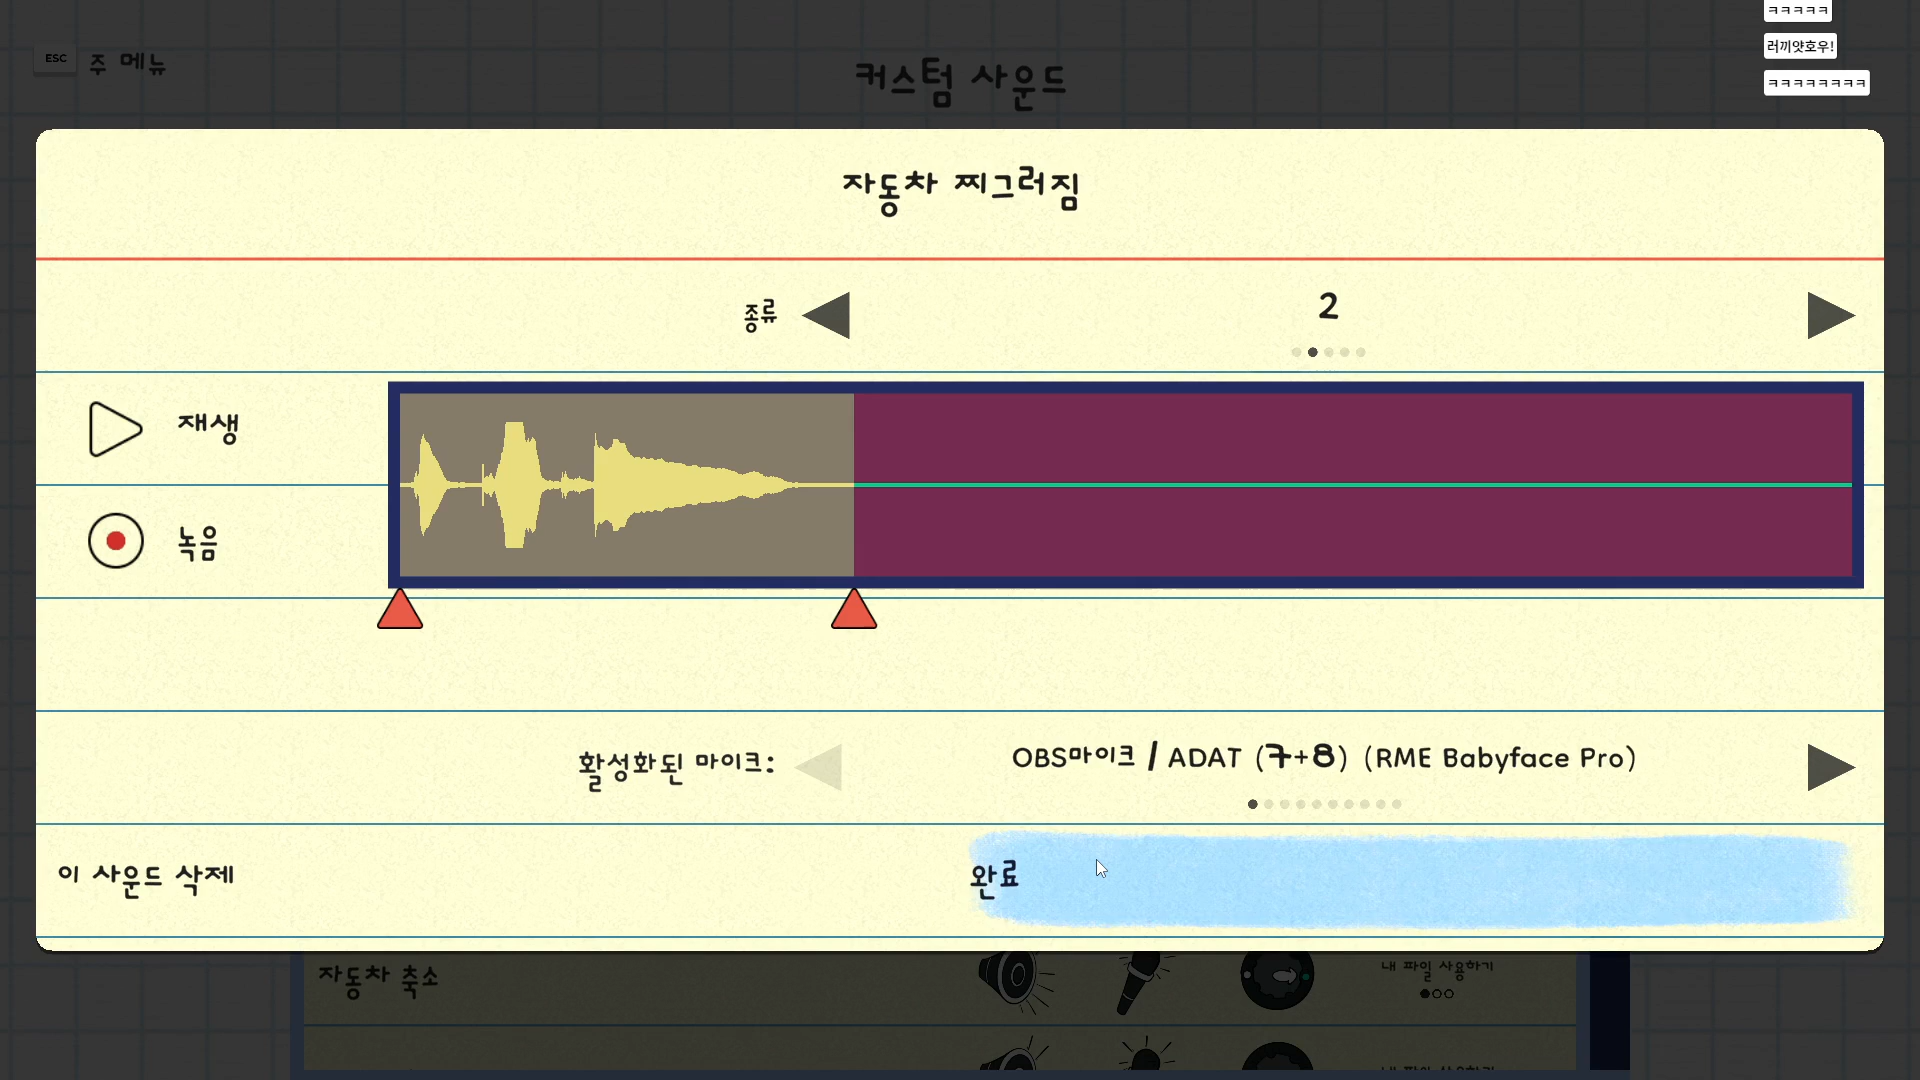 ㅋㅋㅋㅋㅋ
러끼얏호우!
ㅋㅋㅋㅋㅋㅋㅋㅋ
ESC 주 메뉴
커스텀 사운드
자동차 찌그러짐
종류
2
재생
녹음
활성화된 마이크:
OBS마이크 / ADAT (7+8) (RME Babyface Pro)
이 사운드 삭제
완료
자동차 축소
내 파일 사용하기